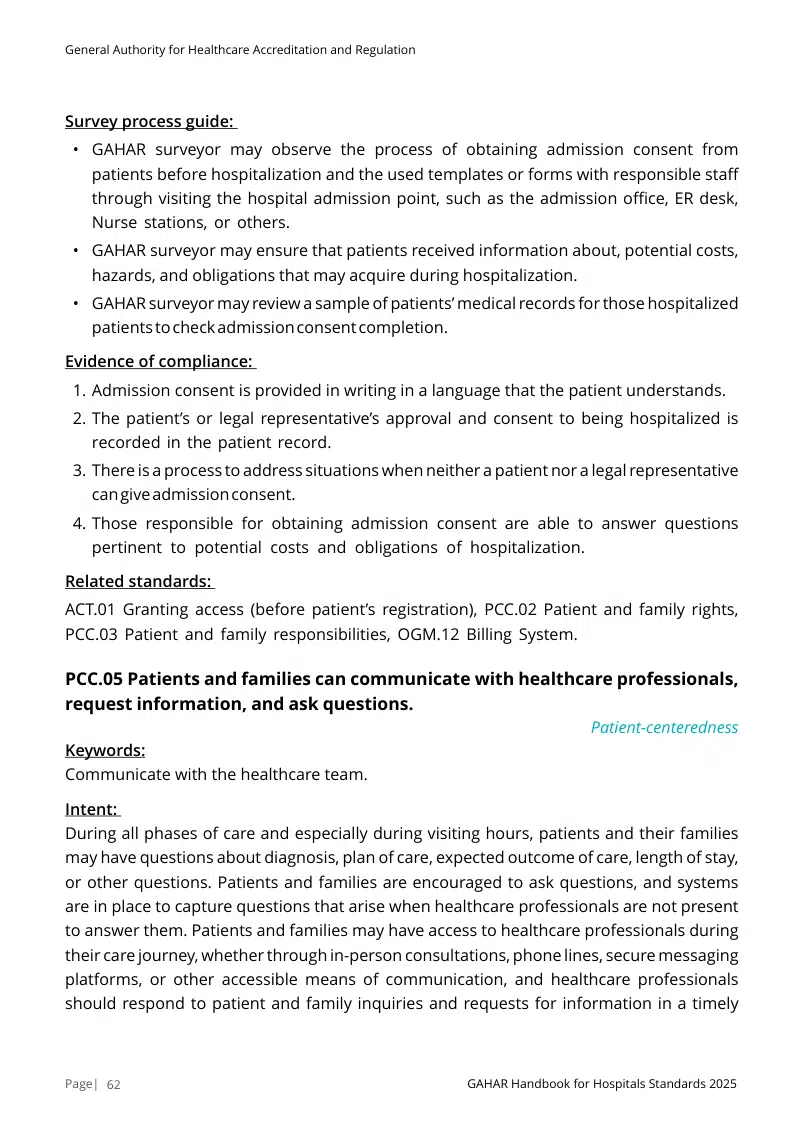 General Authority for Healthcare Accreditation and Regulation
Survey process guide:
• GAHAR surveyor may observe the process of obtaining admission consent from
patients before hospitalization and the used templates or forms with responsible staff
through visiting the hospital admission point, such as the admission office, ER desk,
Nurse stations, or others.
• GAHAR surveyor may ensure that patients received information about, potential costs,
hazards, and obligations that may acquire during hospitalization.
• GAHAR surveyor may review a sample of patients’ medical records for those hospitalized
patients to check admission consent completion.
Evidence of compliance:
1. Admission consent is provided in writing in a language that the patient understands.
2. The patient’s or legal representative’s approval and consent to being hospitalized is
recorded in the patient record.
3. There is a process to address situations when neither a patient nor a legal representative
can give admission consent.
4. Those responsible for obtaining admission consent are able to answer questions
pertinent to potential costs and obligations of hospitalization.
Related standards:
ACT.01 Granting access (before patient’s registration), PCC.02 Patient and family rights,
PCC.03 Patient and family responsibilities, OGM.12 Billing System.
PCC.05 Patients and families can communicate with healthcare professionals,
request information, and ask questions.
Patient-centeredness
Keywords:
Communicate with the healthcare team.
Intent:
During all phases of care and especially during visiting hours, patients and their families
may have questions about diagnosis, plan of care, expected outcome of care, length of stay,
or other questions. Patients and families are encouraged to ask questions, and systems
are in place to capture questions that arise when healthcare professionals are not present
to answer them. Patients and families may have access to healthcare professionals during
their care journey, whether through in-person consultations, phone lines, secure messaging
platforms, or other accessible means of communication, and healthcare professionals
should respond to patient and family inquiries and requests for information in a timely
Page| 62
GAHAR Handbook for Hospitals Standards 2025